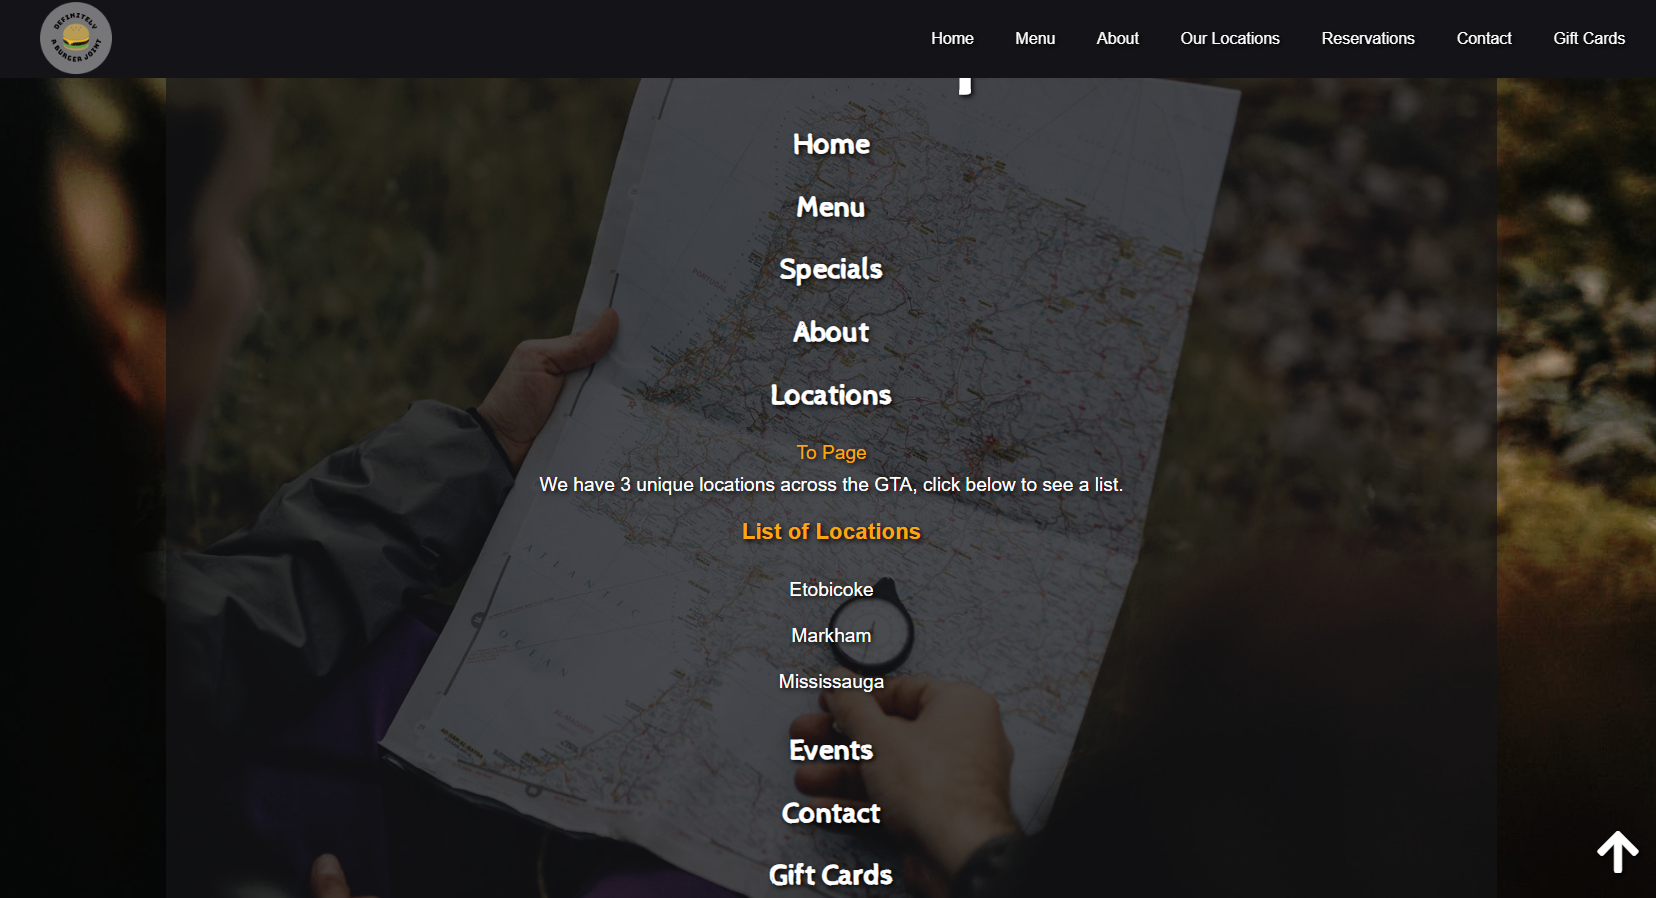 DEFINITELY
A BURGER JOINT
Home
Menu
About
Our Locations
Reservations
Contact
Gift Cards
Home
Menu
Specials
About
Locations
To Page
We have 3 unique locations across the GTA, click below to see a list.
List of Locations
Etobicoke
Markham
OCEAN
Mississauga
Events
Contact
Gift Cards